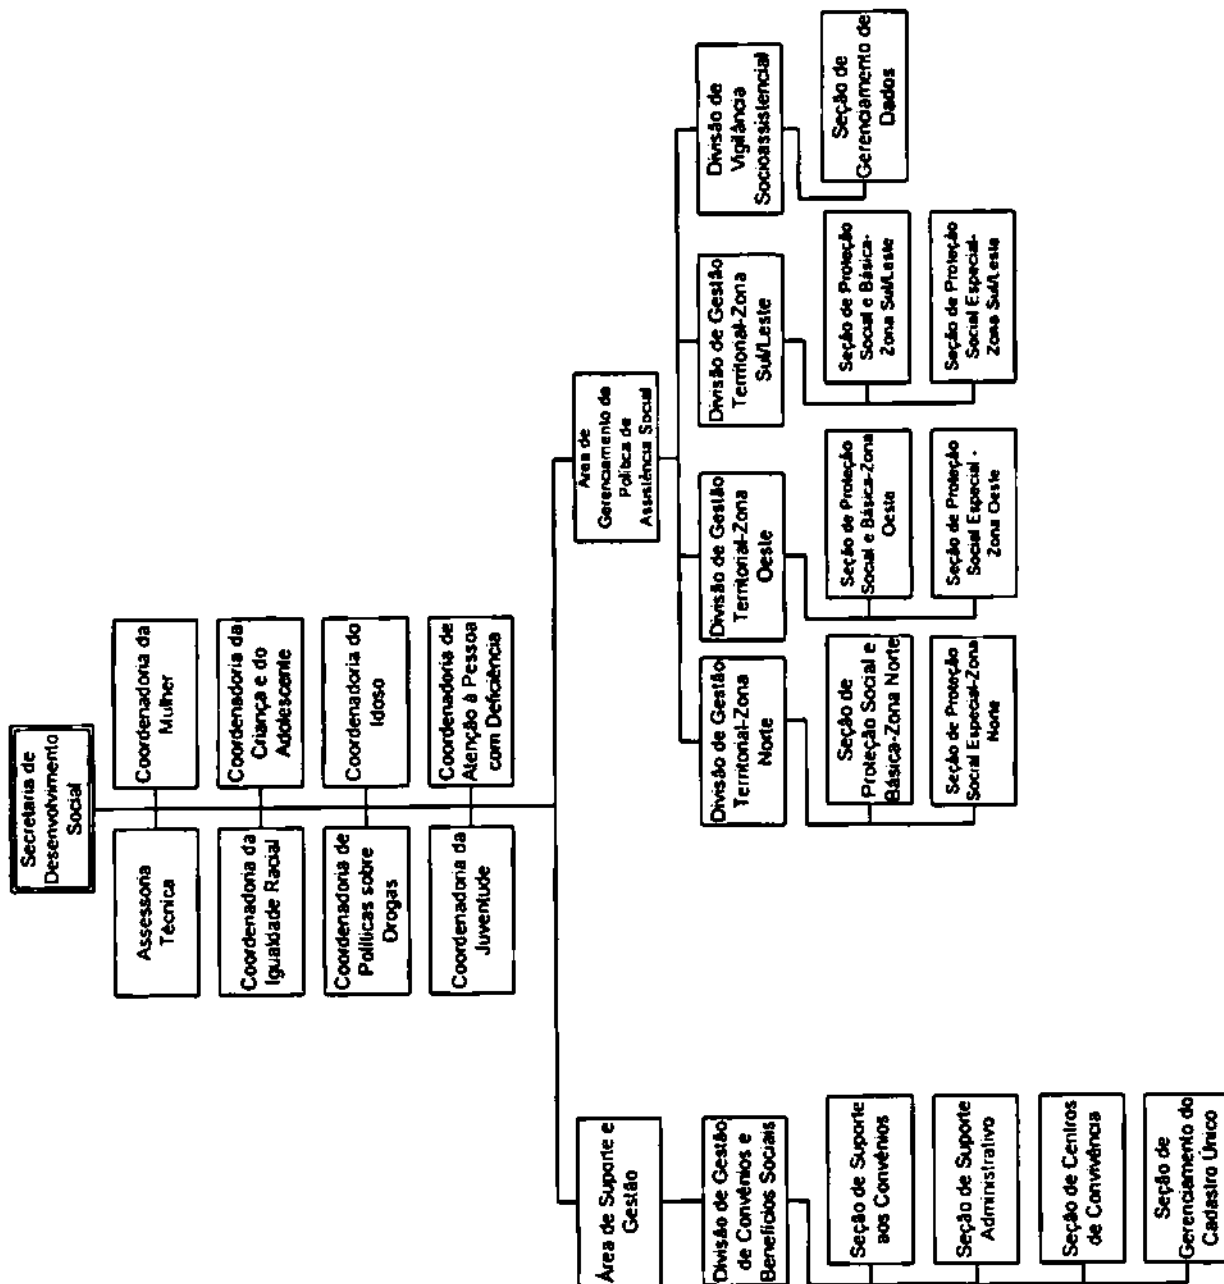 Secretaria de
Desenvolvimento
Social
Assessoria
Técnica
Coordenadoria da
Mulher
Coordenadoria da
Igualdade Racial
Coordenadoria da
Criança e do
Adolescente
Coordenadoria de
Políticas sobre
Drogas
Coordenadoria do
Idoso
Coordenadoria da
Juventude
Coordenadoria de
Atenção à Pessoa
com Deficiência
Área de Suporte e
Gestão
Divisão de Gestão
de Convênios e
Benefícios Sociais
Seção de Suporte
aos Convênios
Seção de Suporte
Administrativo
Seção de Centros
de Convivência
Seção de
Gerenciamento do
Cadastro Único
Área de
Gerenciamento da
Política de
Assistência Social
Divisão de Gestão
Territorial-Zona
Norte
Seção de
Proteção Social e
Básica-Zona Norte
Seção de Proteção
Social Especial-Zona
Norte
Divisão de Gestão
Territorial-Zona
Oeste
Seção de Proteção
Social e Básica-Zona
Oeste
Seção de Proteção
Social Especial -
Zona Oeste
Divisão de Gestão
Territorial-Zona
Sul/Leste
Seção de Proteção
Social e Básica-
Zona Sul/Leste
Seção de Proteção
Social Especial-
Zona Sul/Leste
Divisão de
Vigilância
Socioassistencial
Seção de
Gerenciamento de
Dados